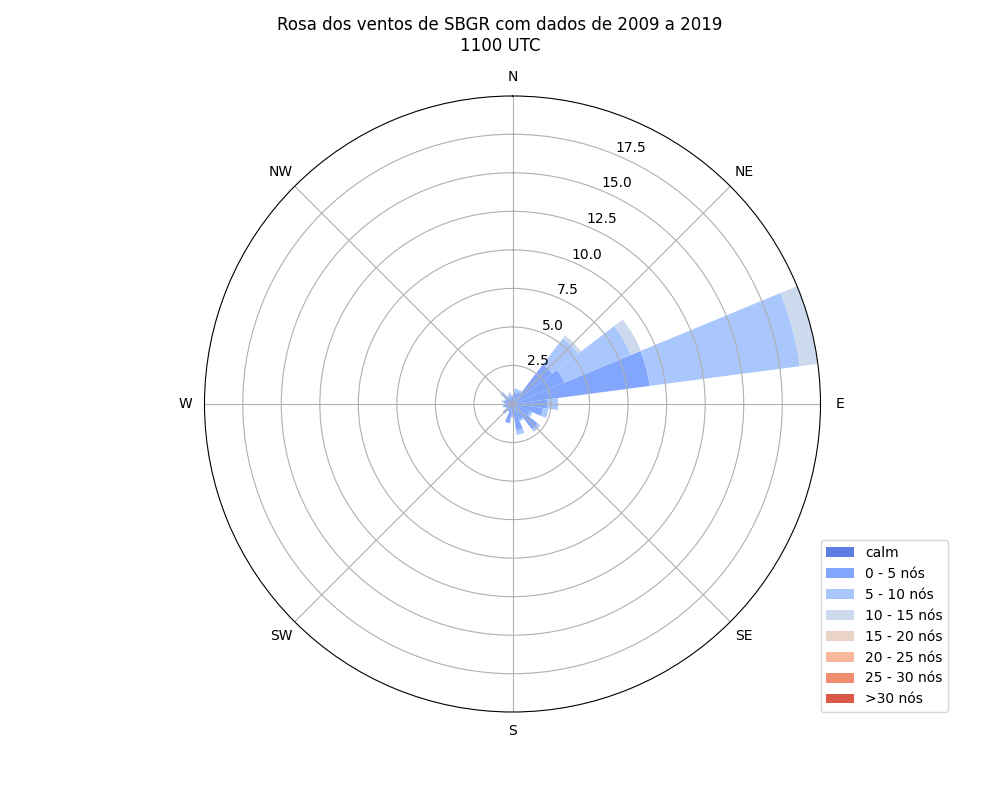 Rosa dos ventos de SBGR com dados de 2009 a 2019
1100 UTC
N
NW
NE
17.5
15.0
12.5
10.0
7.5
5.0
2.5
W
E
SW
SE
S
calm
0 - 5 nós
5 - 10 nós
10 - 15 nós
15 - 20 nós
20 - 25 nós
25 - 30 nós
>30 nós